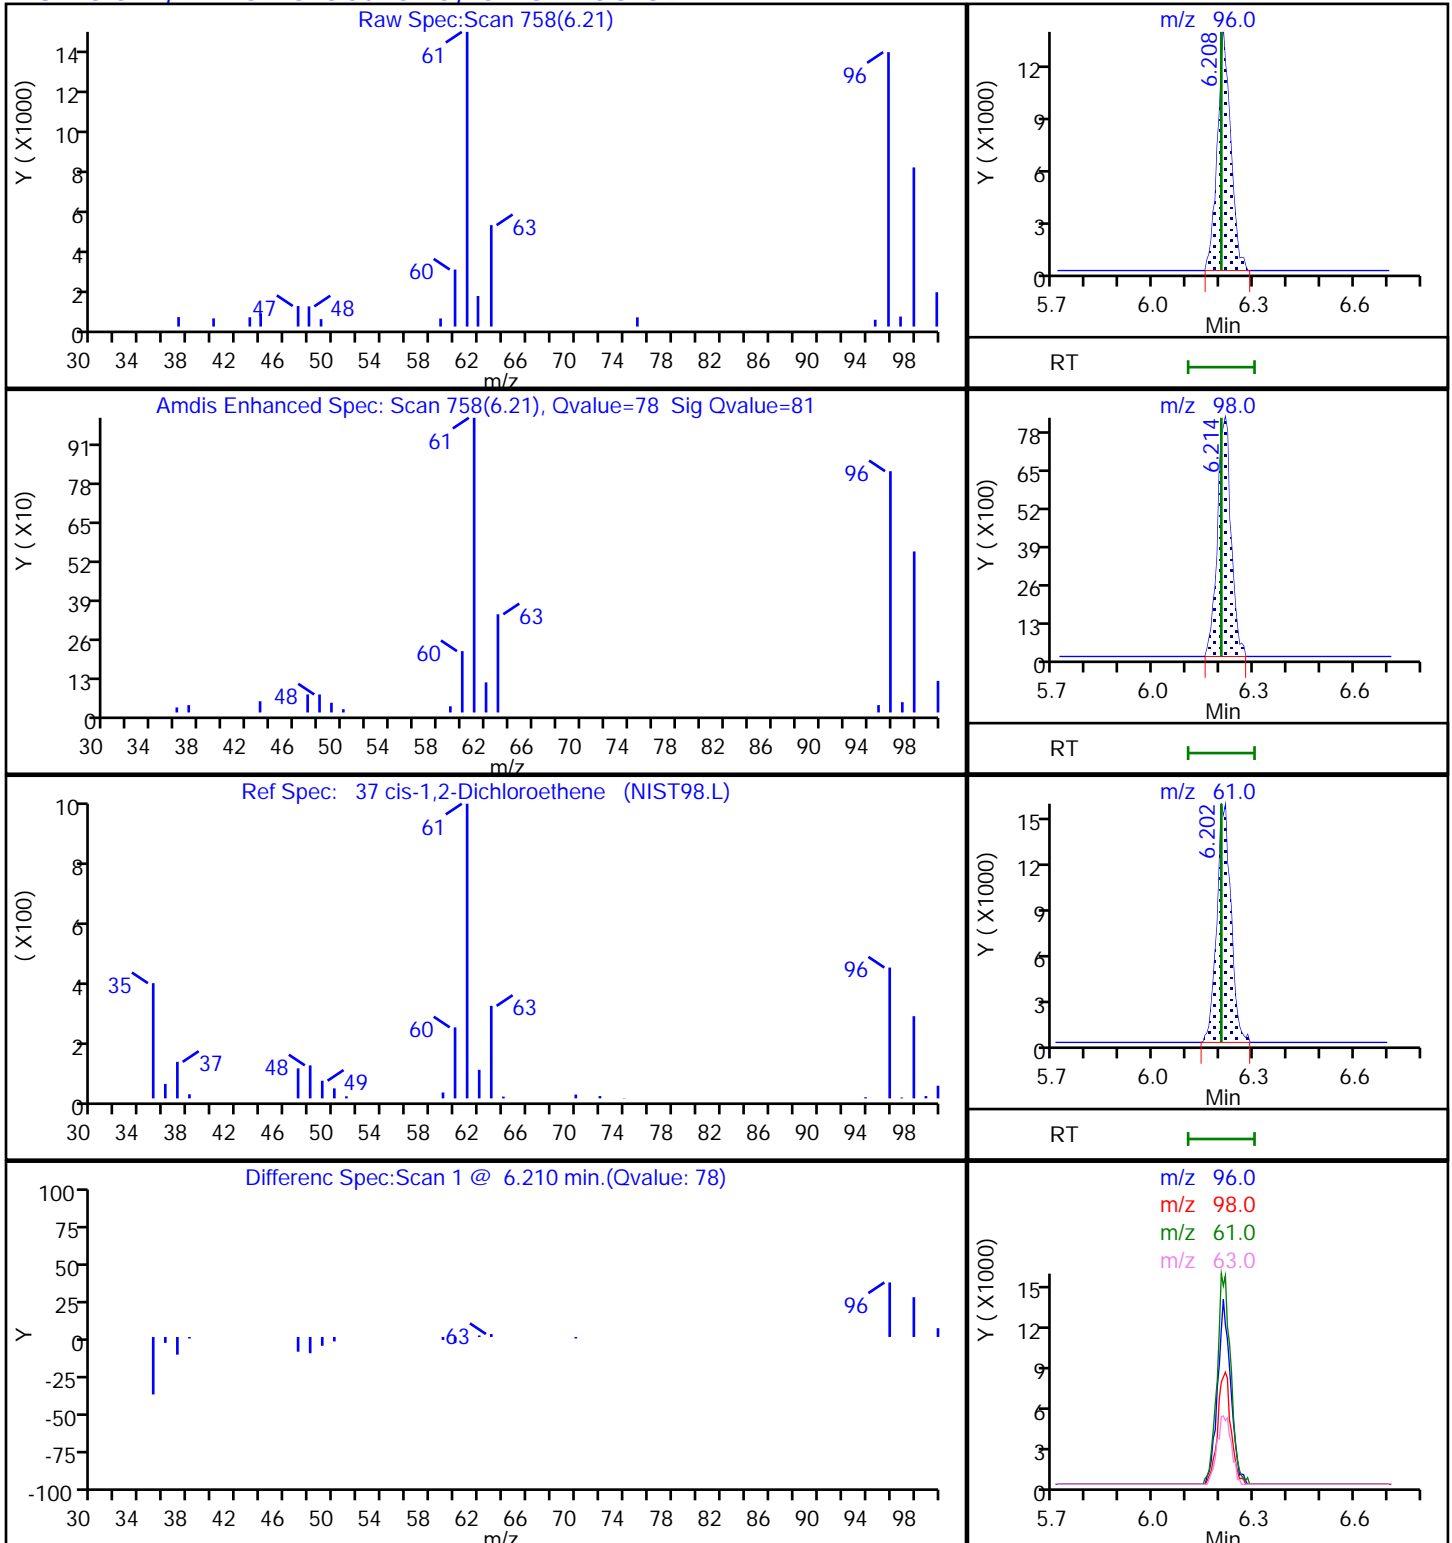 Raw Spec:Scan 758(6.21)
Y ( X1000)
14
12
10
8
6
4
2
0
61
96
63
60
47
48
30 34 38 42 46 50 54 58 62 66 70 74 78 82 86 90 94 98
m/z
m/z 96.0
Y ( X1000)
12
9
6
3
0
6.208
5.7 6.0 6.3 6.6
Min
RT
Amdis Enhanced Spec: Scan 758(6.21), Qvalue=78 Sig Qvalue=81
Y ( X10)
91
78
65
52
39
26
13
0
61
96
63
60
48
30 34 38 42 46 50 54 58 62 66 70 74 78 82 86 90 94 98
m/z
m/z 98.0
Y ( X100)
78
65
52
39
26
13
0
6.214
5.7 6.0 6.3 6.6
Min
RT
Ref Spec: 37 cis-1,2-Dichloroethene (NIST98.L)
( X100)
10
8
6
4
2
0
61
96
35
63
60
37
48
49
30 34 38 42 46 50 54 58 62 66 70 74 78 82 86 90 94 98
m/z 61.0
Y ( X1000)
15
12
9
6
3
0
6.202
5.7 6.0 6.3 6.6
Min
RT
Differenc Spec:Scan 1 @ 6.210 min.(Qvalue: 78)
Y
100
75
50
25
0
-25
-50
-75
-100
96
63
30 34 38 42 46 50 54 58 62 66 70 74 78 82 86 90 94 98
m/z
m/z 96.0
m/z 98.0
m/z 61.0
m/z 63.0
Y ( X1000)
15
12
9
6
3
0
5.7 6.0 6.3 6.6
Min